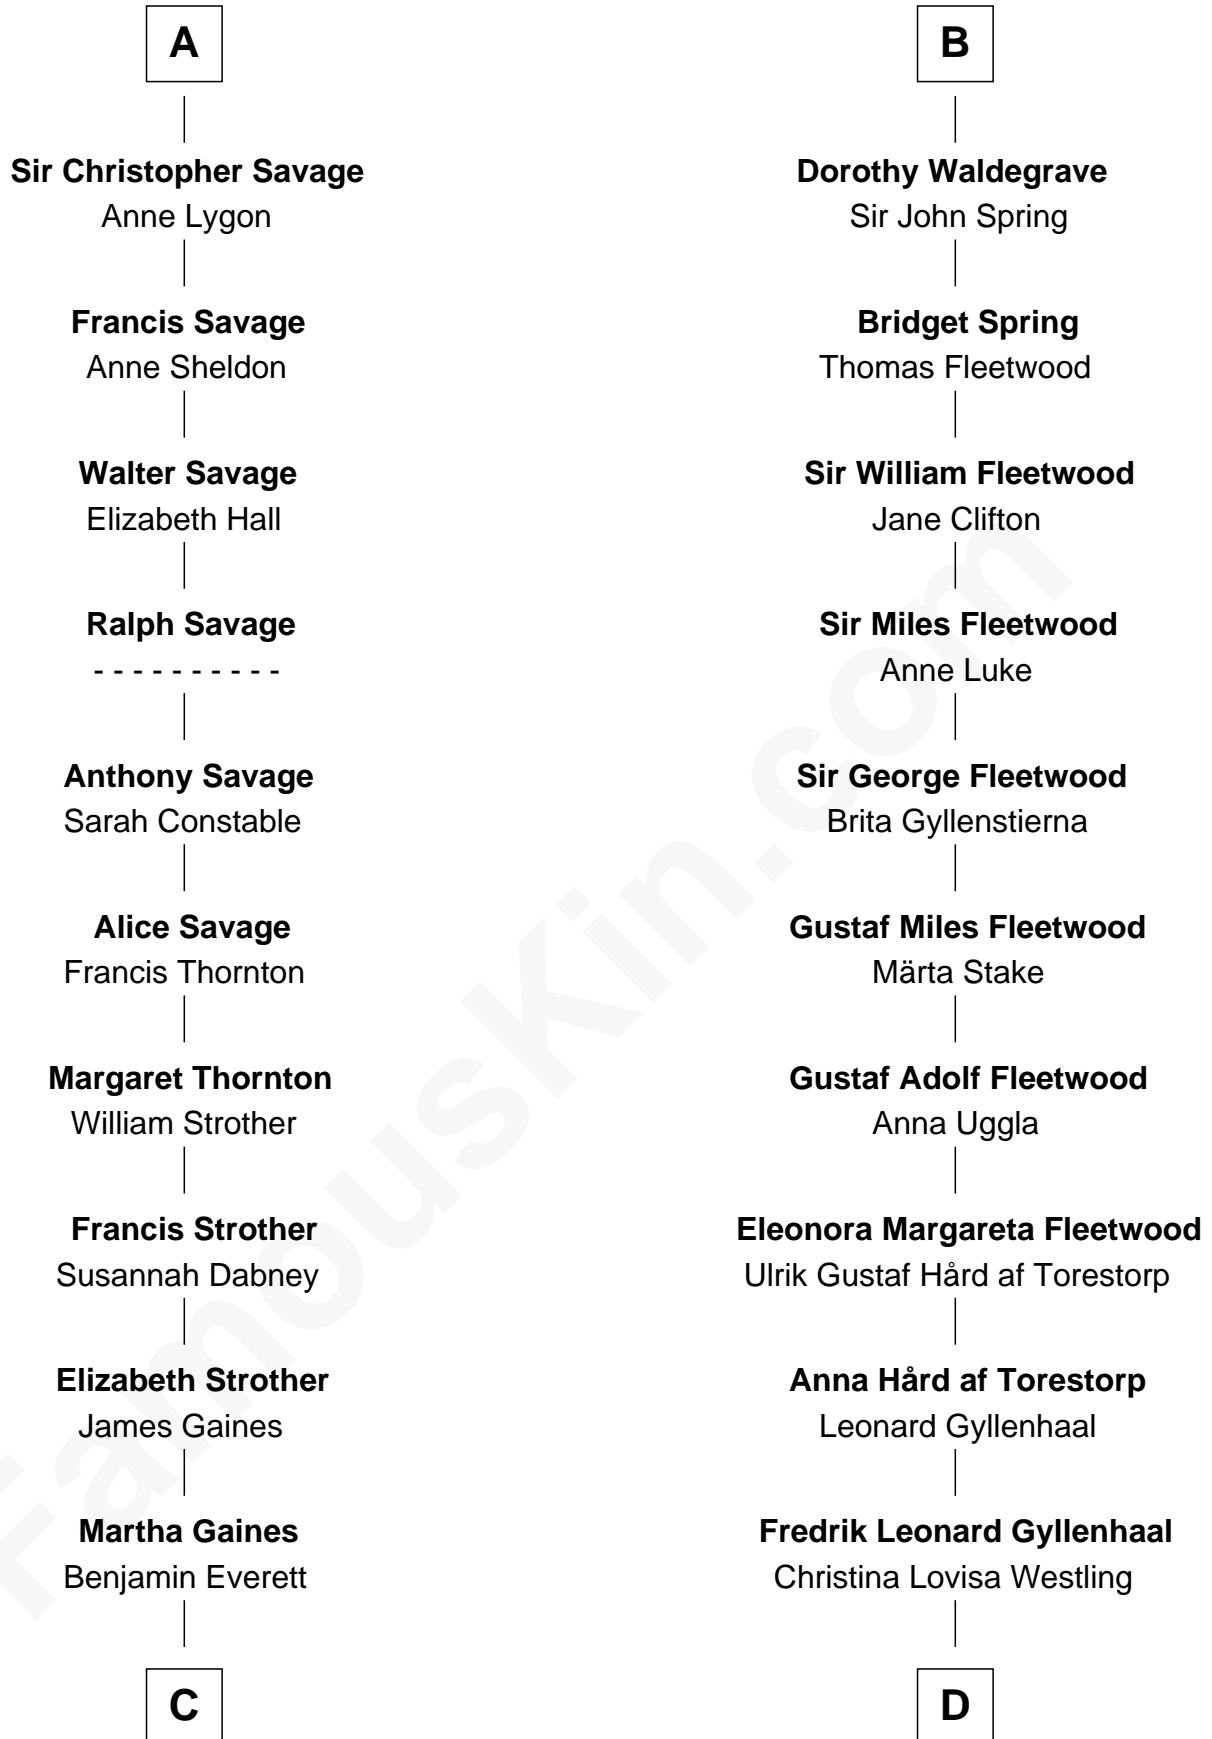 A
Sir Christopher Savage
Anne Lygon
Francis Savage
Anne Sheldon
Walter Savage
Elizabeth Hall
Ralph Savage
- - - - - - - - - -
Anthony Savage
Sarah Constable
Alice Savage
Francis Thornton
Margaret Thornton
William Strother
Francis Strother
Susannah Dabney
Elizabeth Strother
James Gaines
Martha Gaines
Benjamin Everett
C
B
Dorothy Waldegrave
Sir John Spring
Bridget Spring
Thomas Fleetwood
Sir William Fleetwood
Jane Clifton
Sir Miles Fleetwood
Anne Luke
Sir George Fleetwood
Brita Gyllenstierna
Gustaf Miles Fleetwood
Märta Stake
Gustaf Adolf Fleetwood
Anna Uggla
Eleonora Margareta Fleetwood
Ulrik Gustaf Hård af Torestorp
Anna Hård af Torestorp
Leonard Gyllenhaal
Fredrik Leonard Gyllenhaal
Christina Lovisa Westling
D
FamousKin.com